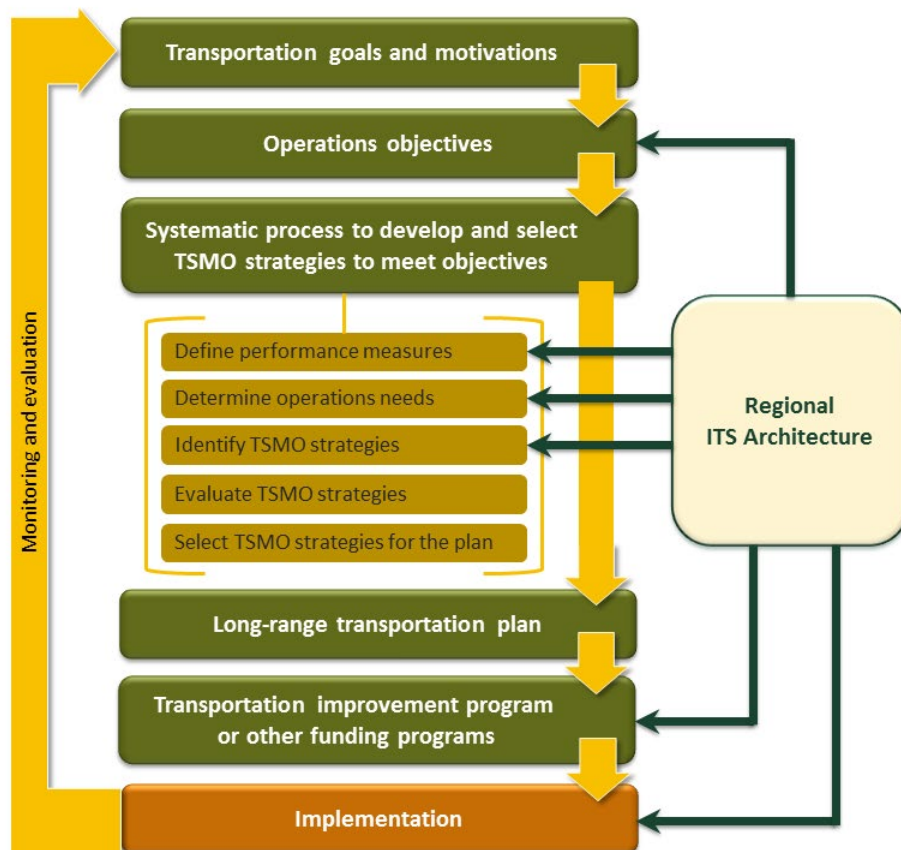 Transportation goals and motivations
Operations objectives
Systematic process to develop and select
TSMO strategies to meet objectives
Define performance measures
Determine operations needs
Identify TSMO strategies
Evaluate TSMO strategies
Select TSMO strategies for the plan
Regional
ITS Architecture
Monitoring and evaluation
Long-range transportation plan
Transportation improvement program
or other funding programs
Implementation